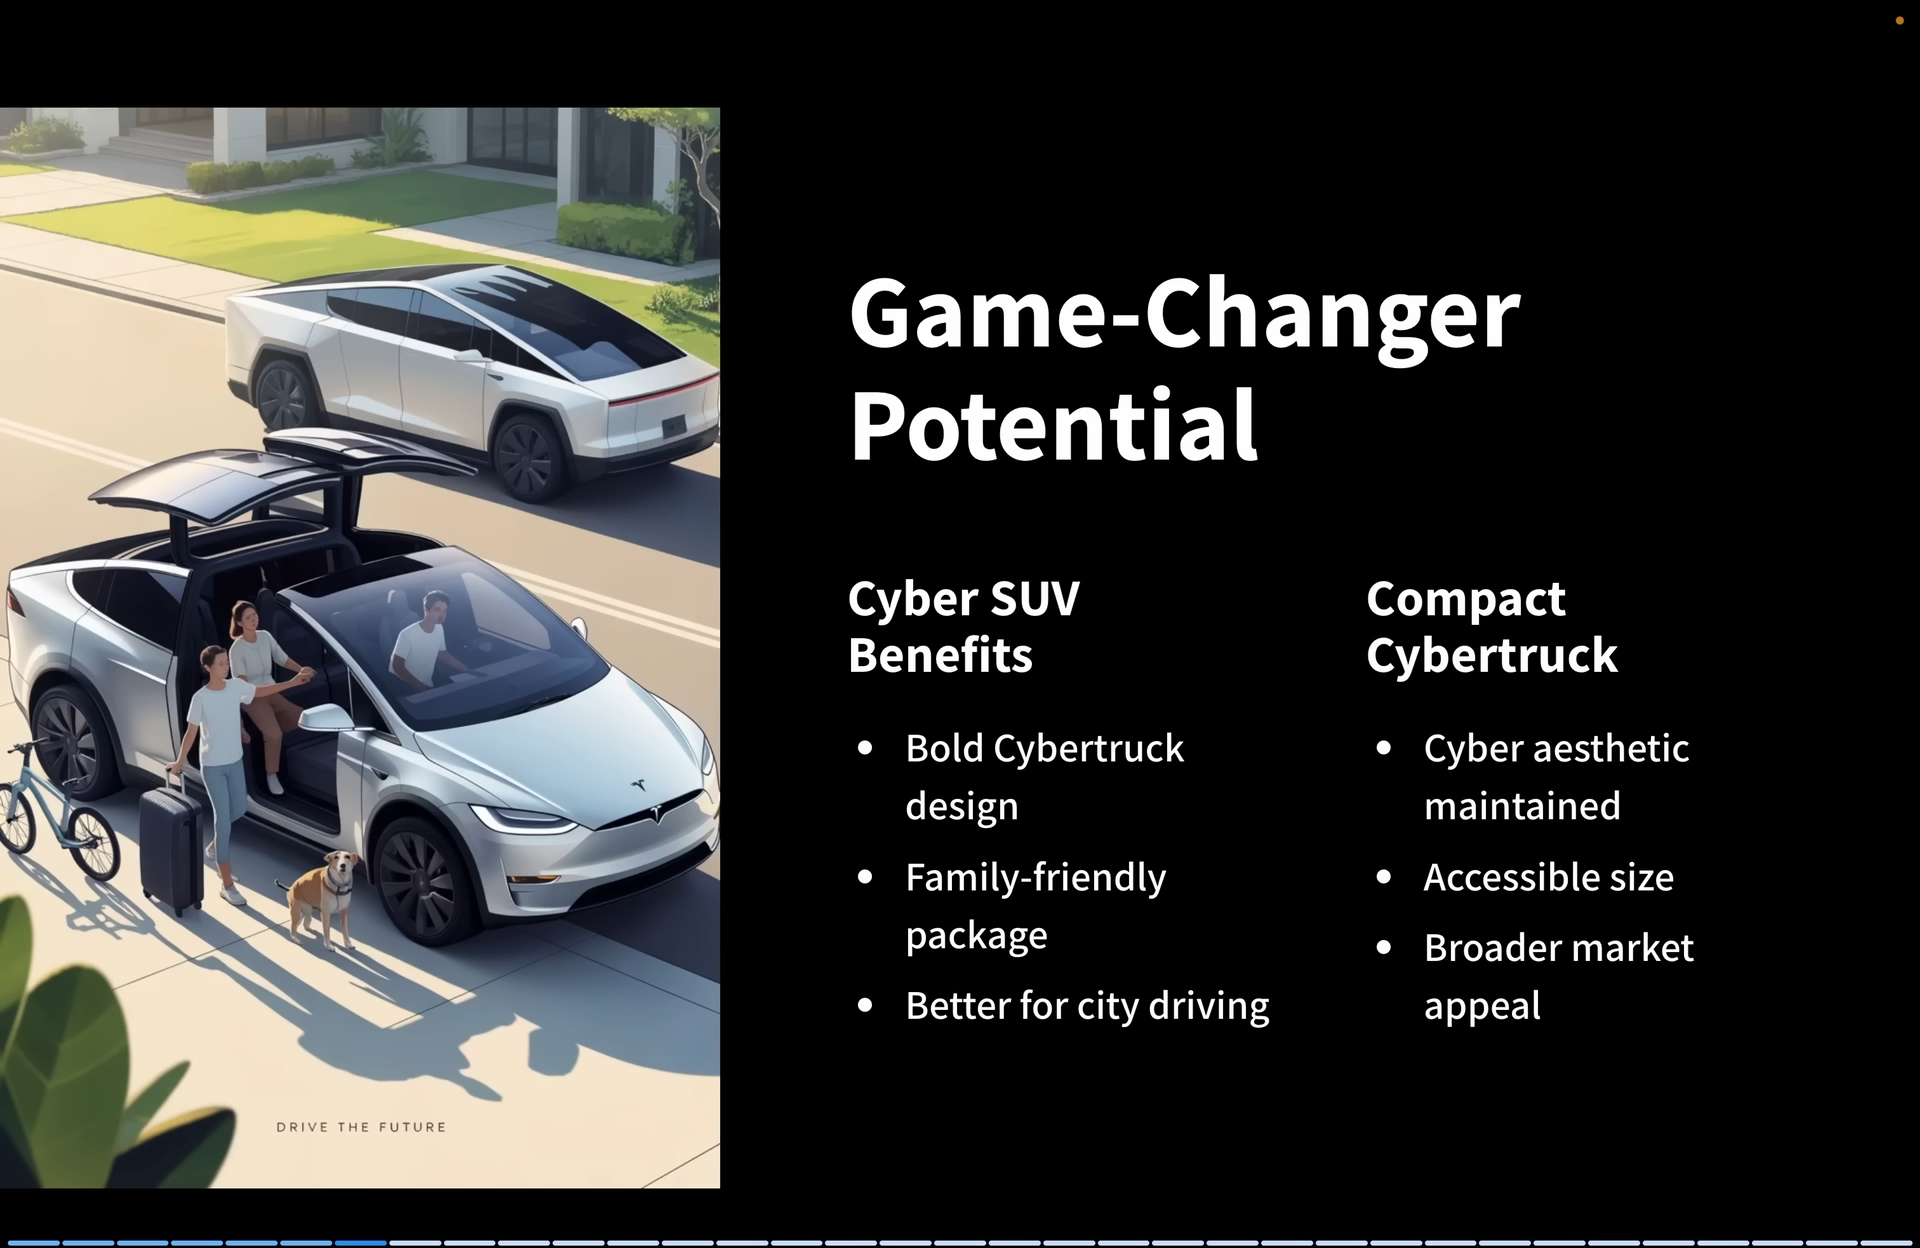 Game-Changer
Potential
Cyber SUV
Benefits
• Bold Cybertruck
design
• Family-friendly
package
• Better for city driving
Compact
Cybertruck
• Cyber aesthetic
maintained
• Accessible size
• Broader market
appeal
DRIVE THE FUTURE